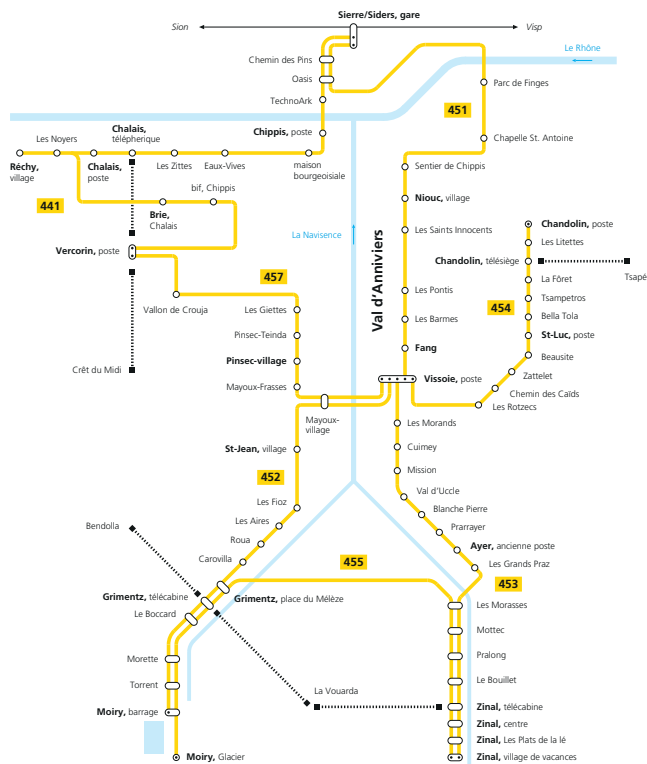 Sierre/Siders, gare
Sion
Visp
Le Rhône
Chemin des Pins
Oasis
TechnoArk
Parc de Finges
451
Chalais,
télépherique
Les Noyers
Chippis, poste
Chapelle St. Antoine
Réchy,
village
Chalais,
poste
Les Zittes
Eaux-Vives
maison
bourgeoisiale
Sentier de Chippis
bif, Chippis
441
Niouc, village
Brie,
Chalais
La Navisence
Les Saints Innocents
Chandolin, poste
Les Litettes
Vercorin, poste
Val d'Anniviers
Chandolin, télésiège
Tsapé
457
La Fôret
Les Pontis
454
Tsampetros
Vallon de Crouja
Les Giettes
Les Barmes
Bella Tola
Pinsec-Teinda
St-Luc, poste
Fang
Beausite
Pinsec-village
Crêt du Midi
Zattelet
Mayoux-Frasses
Vissoie, poste
Chemin des Caïds
Les Rotzecs
Mayoux-
village
Les Morands
St-Jean, village
Cuimey
452
Mission
Val d'Uccle
Les Fioz
Blanche Pierre
Les Aires
Bendolla
Prarrayer
Roua
Ayer, ancienne poste
Carovilla
455
Les Grands Praz
453
Grimentz, télécabine
Grimentz, place du Mélèze
Les Morasses
Le Boccard
Mottec
Morette
Pralong
Torrent
Le Bouillet
La Vouarda
Moiry, barrage
Zinal, télécabine
Zinal, centre
Zinal, Les Plats de la lé
Moiry, Glacier
Zinal, village de vacances